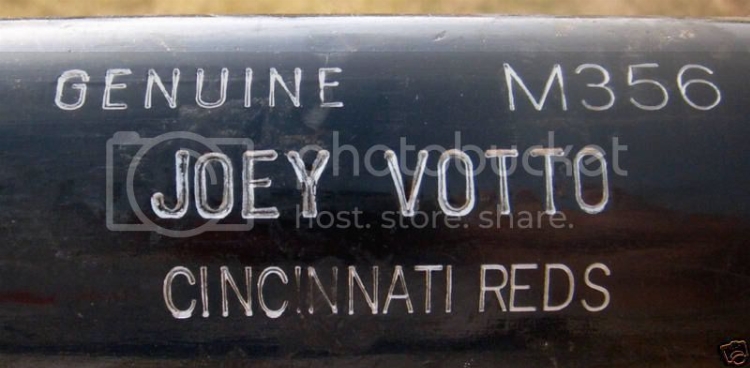 GENUINE M356
JOEY VOTTO
photobucket
host. store. share.
CINCINNATI REDS